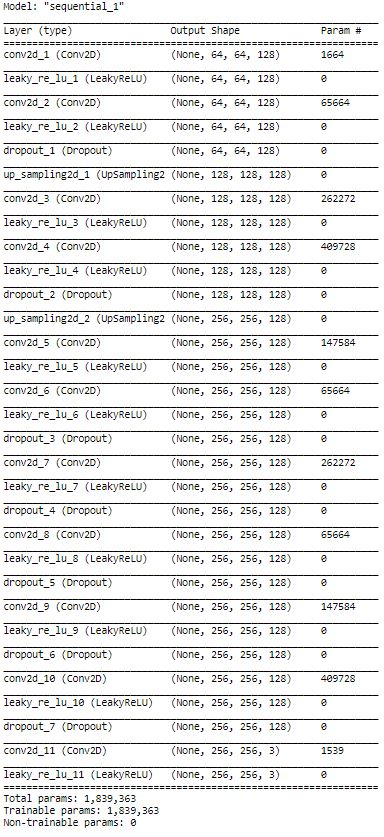 Model: "sequential_1"
Layer (type) Output Shape Param #
conv2d_1 (Conv2D) (None, 64, 64, 128) 1664
leaky_re_lu_1 (LeakyReLU) (None, 64, 64, 128) 0
conv2d_2 (Conv2D) (None, 64, 64, 128) 65664
leaky_re_lu_2 (LeakyReLU) (None, 64, 64, 128) 0
dropout_1 (Dropout) (None, 64, 64, 128) 0
up_sampling2d_1 (UpSampling2 (None, 128, 128, 128) 0
conv2d_3 (Conv2D) (None, 128, 128, 128) 262272
leaky_re_lu_3 (LeakyReLU) (None, 128, 128, 128) 0
conv2d_4 (Conv2D) (None, 128, 128, 128) 409728
leaky_re_lu_4 (LeakyReLU) (None, 128, 128, 128) 0
dropout_2 (Dropout) (None, 128, 128, 128) 0
up_sampling2d_2 (UpSampling2 (None, 256, 256, 128) 0
conv2d_5 (Conv2D) (None, 256, 256, 128) 147584
leaky_re_lu_5 (LeakyReLU) (None, 256, 256, 128) 0
conv2d_6 (Conv2D) (None, 256, 256, 128) 65664
leaky_re_lu_6 (LeakyReLU) (None, 256, 256, 128) 0
dropout_3 (Dropout) (None, 256, 256, 128) 0
conv2d_7 (Conv2D) (None, 256, 256, 128) 262272
leaky_re_lu_7 (LeakyReLU) (None, 256, 256, 128) 0
dropout_4 (Dropout) (None, 256, 256, 128) 0
conv2d_8 (Conv2D) (None, 256, 256, 128) 65664
leaky_re_lu_8 (LeakyReLU) (None, 256, 256, 128) 0
dropout_5 (Dropout) (None, 256, 256, 128) 0
conv2d_9 (Conv2D) (None, 256, 256, 128) 147584
leaky_re_lu_9 (LeakyReLU) (None, 256, 256, 128) 0
dropout_6 (Dropout) (None, 256, 256, 128) 0
conv2d_10 (Conv2D) (None, 256, 256, 128) 409728
leaky_re_lu_10 (LeakyReLU) (None, 256, 256, 128) 0
dropout_7 (Dropout) (None, 256, 256, 128) 0
conv2d_11 (Conv2D) (None, 256, 256, 3) 1539
leaky_re_lu_11 (LeakyReLU) (None, 256, 256, 3) 0
Total params: 1,839,363
Trainable params: 1,839,363
Non-trainable params: 0